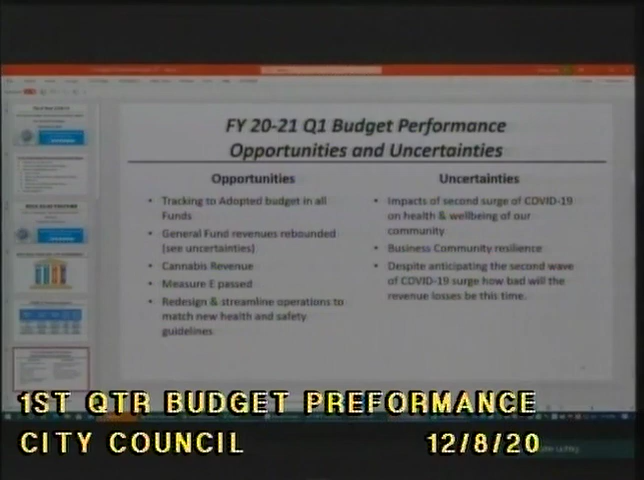 FY 20-21 Q1 Budget Performance
Opportunities and Uncertainties
Opportunities
• Tracking to Adopted budget in all
Funds
• General Fund revenues rebounded
(see uncertainties)
• Cannabis Revenue
• Measure E passed
• Redesign & streamline operations to
match new health and safety
guidelines
Uncertainties
• Impacts of second surge of COVID-19
on health & wellbeing of our
community
• Business Community resilience
• Despite anticipating the second wave
of COVID-19 surge how bad will the
revenue losses be this time.
1ST QTR BUDGET PREFORMANCE
CITY COUNCIL 12/8/20